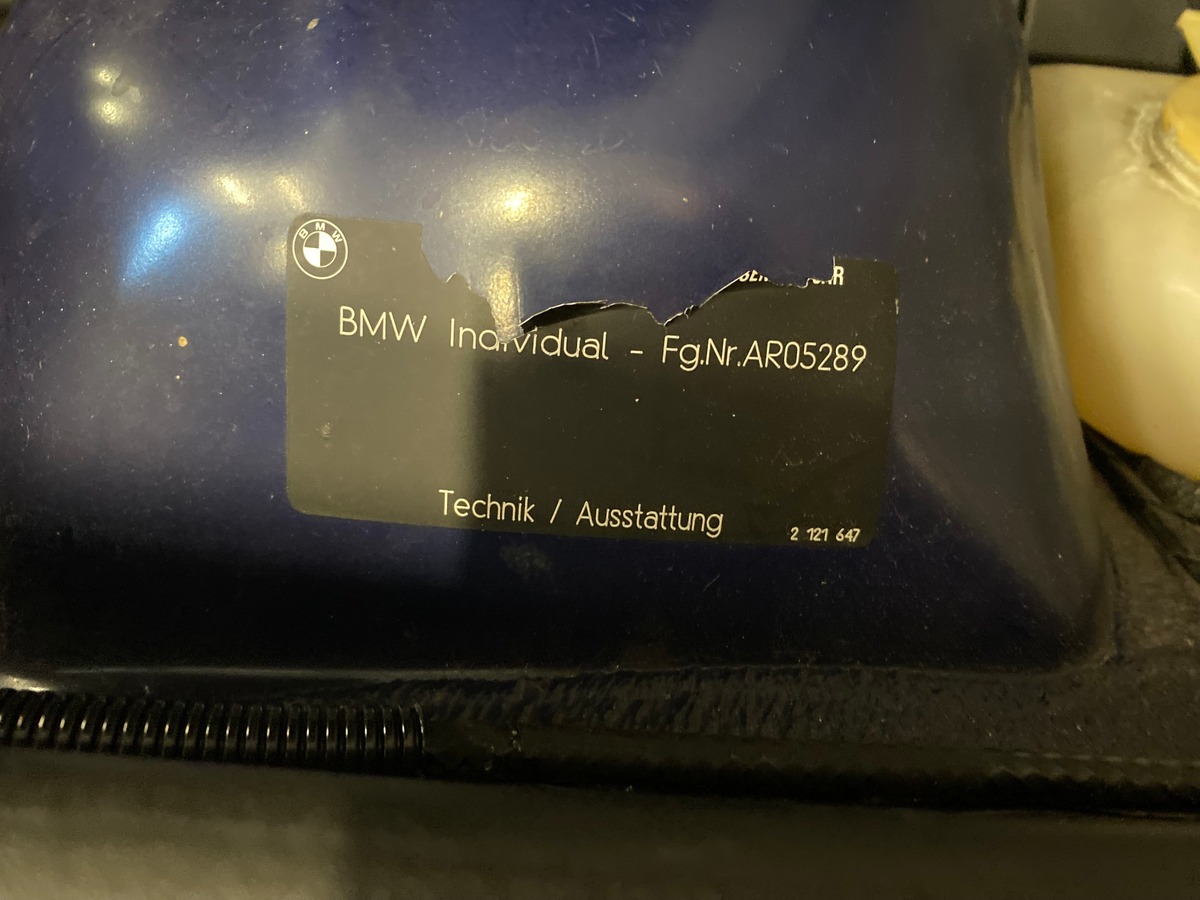 BMW
BMW Individual - Fg.Nr.AR05289
Technik / Ausstattung
2 121 647